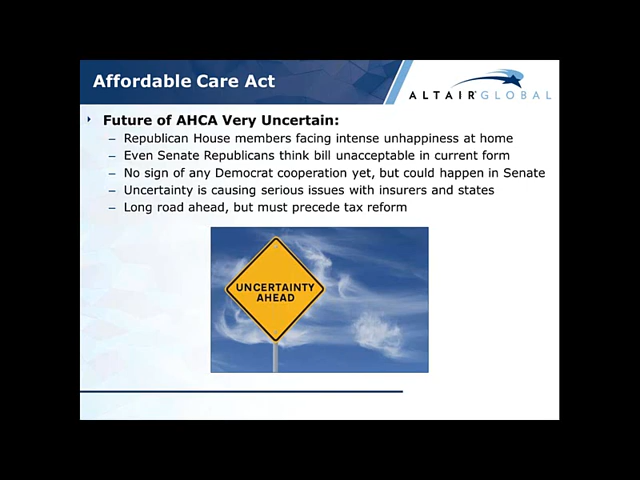 Affordable Care Act
ALTAIR GLOBAL
Future of AHCA Very Uncertain:
– Republican House members facing intense unhappiness at home
– Even Senate Republicans think bill unacceptable in current form
– No sign of any Democrat cooperation yet, but could happen in Senate
– Uncertainty is causing serious issues with insurers and states
– Long road ahead, but must precede tax reform
UNCERTAINTY
AHEAD